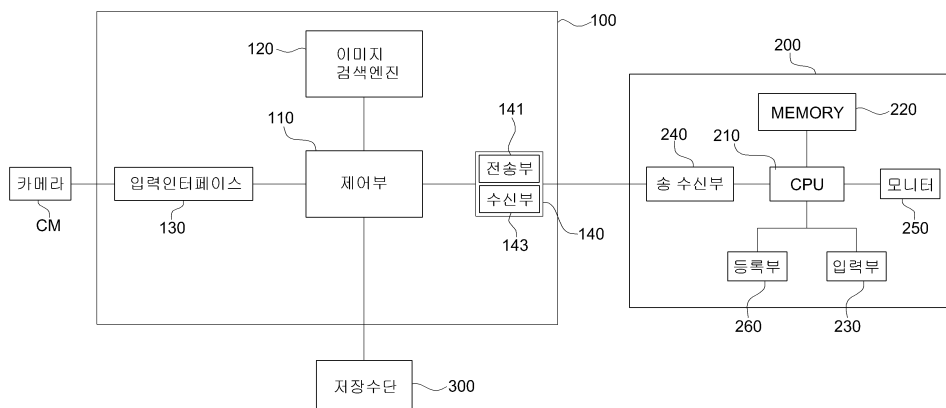 100
120
이미지
검색엔진
200
MEMORY
220
110
141
240
210
카메라
입력인터페이스
제어부
전송부
수신부
송 수신부
CPU
모니터
CM
130
143
140
250
등록부
입력부
260
230
저장수단
300